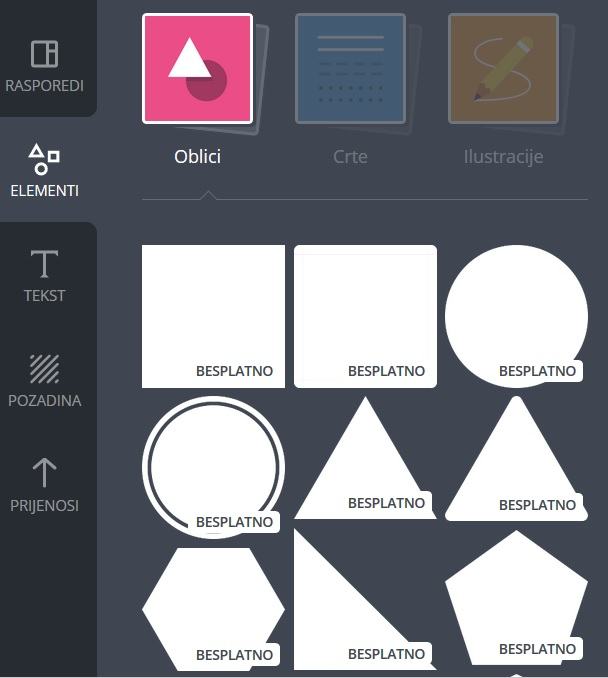 RASPOREDI
ELEMENTI
TEKST
POZADINA
PRIJENOSI
Oblici
Crte
Ilustracije
BESPLATNO
BESPLATNO
BESPLATNO
BESPLATNO
BESPLATNO
BESPLATNO
BESPLATNO
BESPLATNO
BESPLATNO